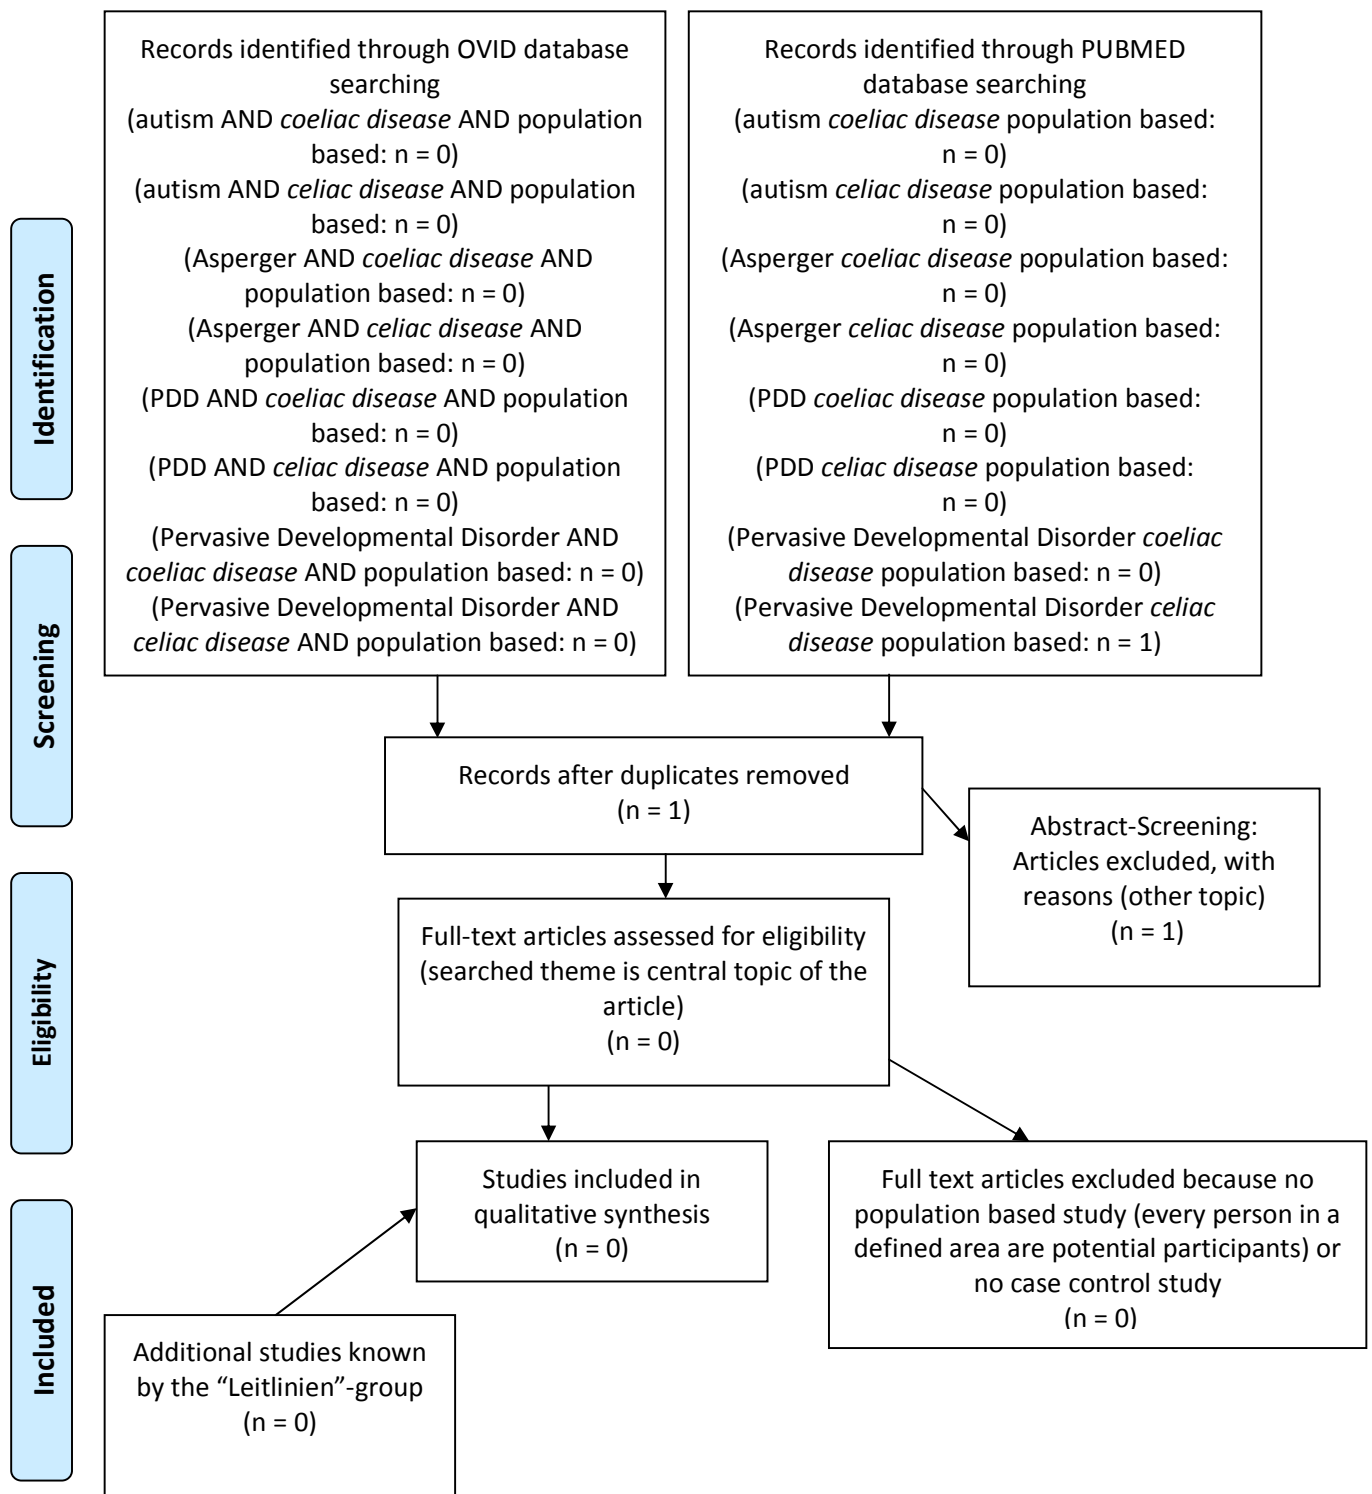 Records identified through OVID database
searching
(autism AND coeliac disease AND population
based: n = 0)
(autism AND celiac disease AND population
based: n = 0)
(Asperger AND coeliac disease AND
population based: n = 0)
(Asperger AND celiac disease AND
population based: n = 0)
(PDD AND coeliac disease AND population
based: n = 0)
(PDD AND celiac disease AND population
based: n = 0)
(Pervasive Developmental Disorder AND
coeliac disease AND population based: n = 0)
(Pervasive Developmental Disorder AND
celiac disease AND population based: n = 0)
Records identified through PUBMED
database searching
(autism coeliac disease population based:
n = 0)
(autism celiac disease population based:
n = 0)
(Asperger coeliac disease population based:
n = 0)
(Asperger celiac disease population based:
n = 0)
(PDD coeliac disease population based:
n = 0)
(PDD celiac disease population based:
n = 0)
(Pervasive Developmental Disorder coeliac
disease population based: n = 0)
(Pervasive Developmental Disorder celiac
disease population based: n = 1)
Identification
Screening
Records after duplicates removed
(n = 1)
Abstract-Screening:
Articles excluded, with
reasons (other topic)
(n = 1)
Eligibility
Full-text articles assessed for eligibility
(searched theme is central topic of the
article)
(n = 0)
Studies included in
qualitative synthesis
(n = 0)
Full text articles excluded because no
population based study (every person in a
defined area are potential participants) or
no case control study
(n = 0)
Included
Additional studies known
by the “Leitlinien”-group
(n = 0)